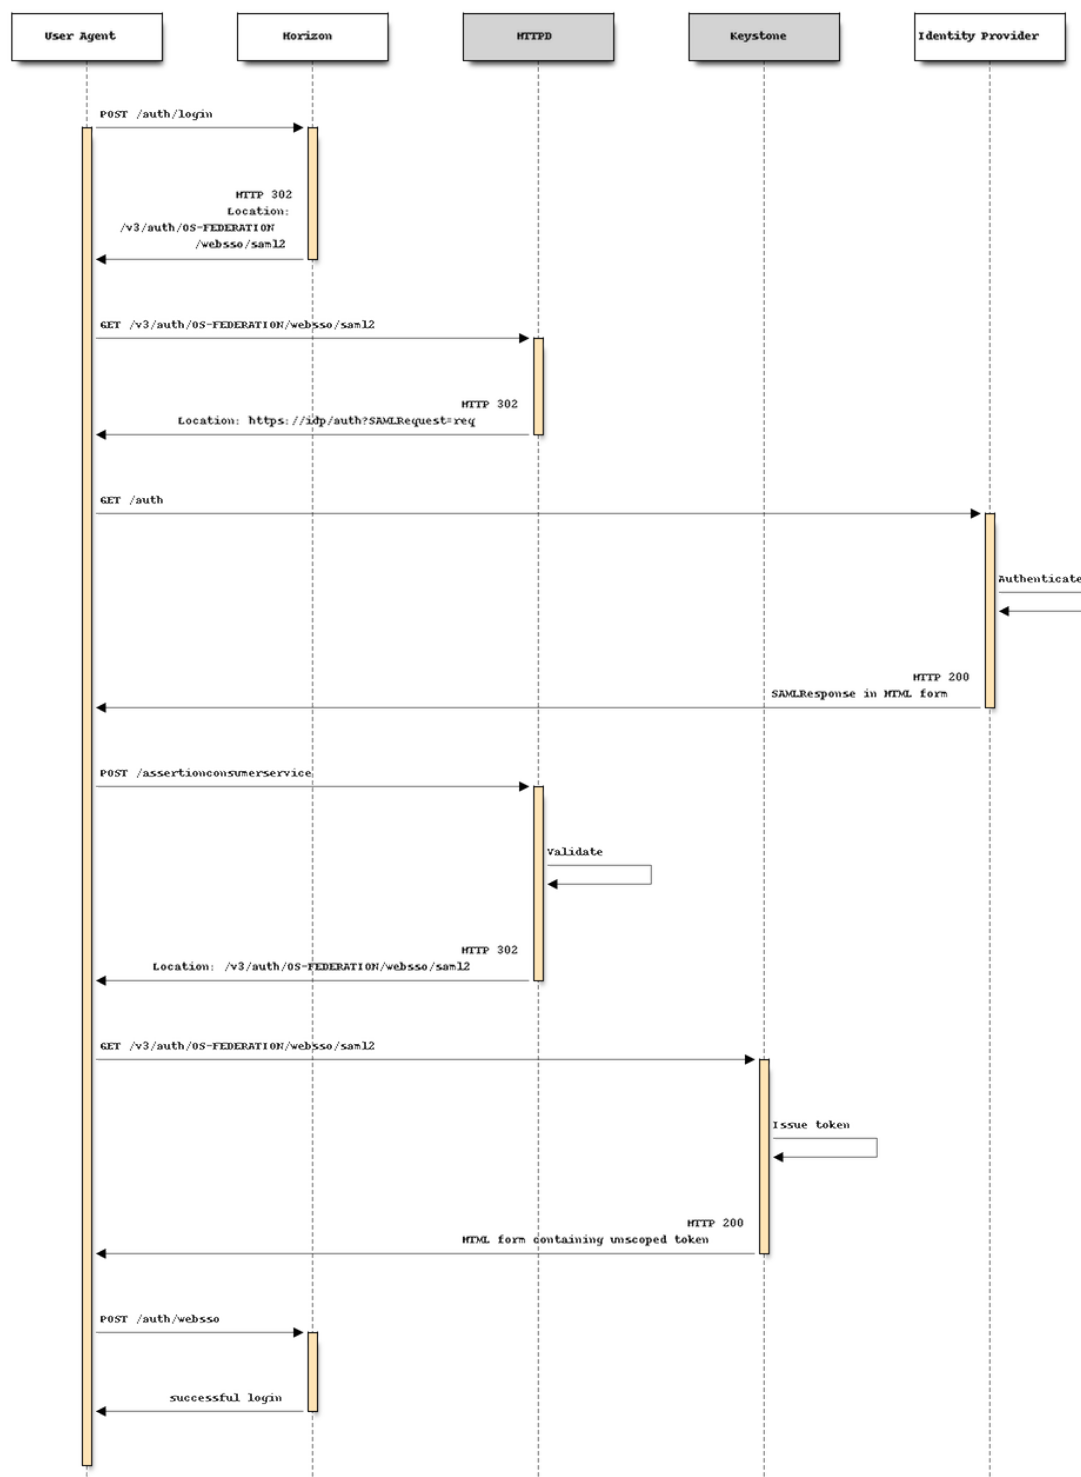 User Agent
Horizon
HTTPD
Keystone
Identity Provider
POST /auth/login
HTTP 302
Location:
/v3/auth/OS-FEDERATION
/websso/saml2
GET /v3/auth/OS-FEDERATION/websso/saml2
HTTP 302
Location: https://idp/auth?SAMLRequest=req
GET /auth
Authenticate
HTTP 200
SAMLResponse in HTML form
POST /assertionconsumerservice
Validate
HTTP 302
Location: /v3/auth/OS-FEDERATION/websso/saml2
GET /v3/auth/OS-FEDERATION/websso/saml2
Issue token
HTTP 200
HTML form containing unscoped token
POST /auth/websso
successful login